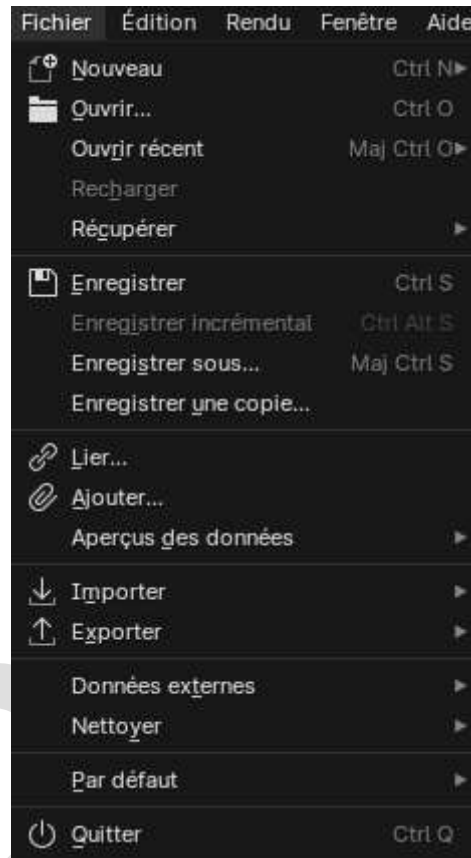 Fichier Édition Rendu Fenêtre Aide
Nouveau Ctrl N
Ouvrir... Ctrl O
Ouvrir récent Maj Ctrl O
Recharger
Récupérer
Enregistrer Ctrl S
Enregistrer incrémental Ctrl Alt S
Enregistrer sous... Maj Ctrl S
Enregistrer une copie...
Lier...
Ajouter...
Aperçus des données
Importer
Exporter
Données externes
Nettoyer
Par défaut
Quitter Ctrl Q